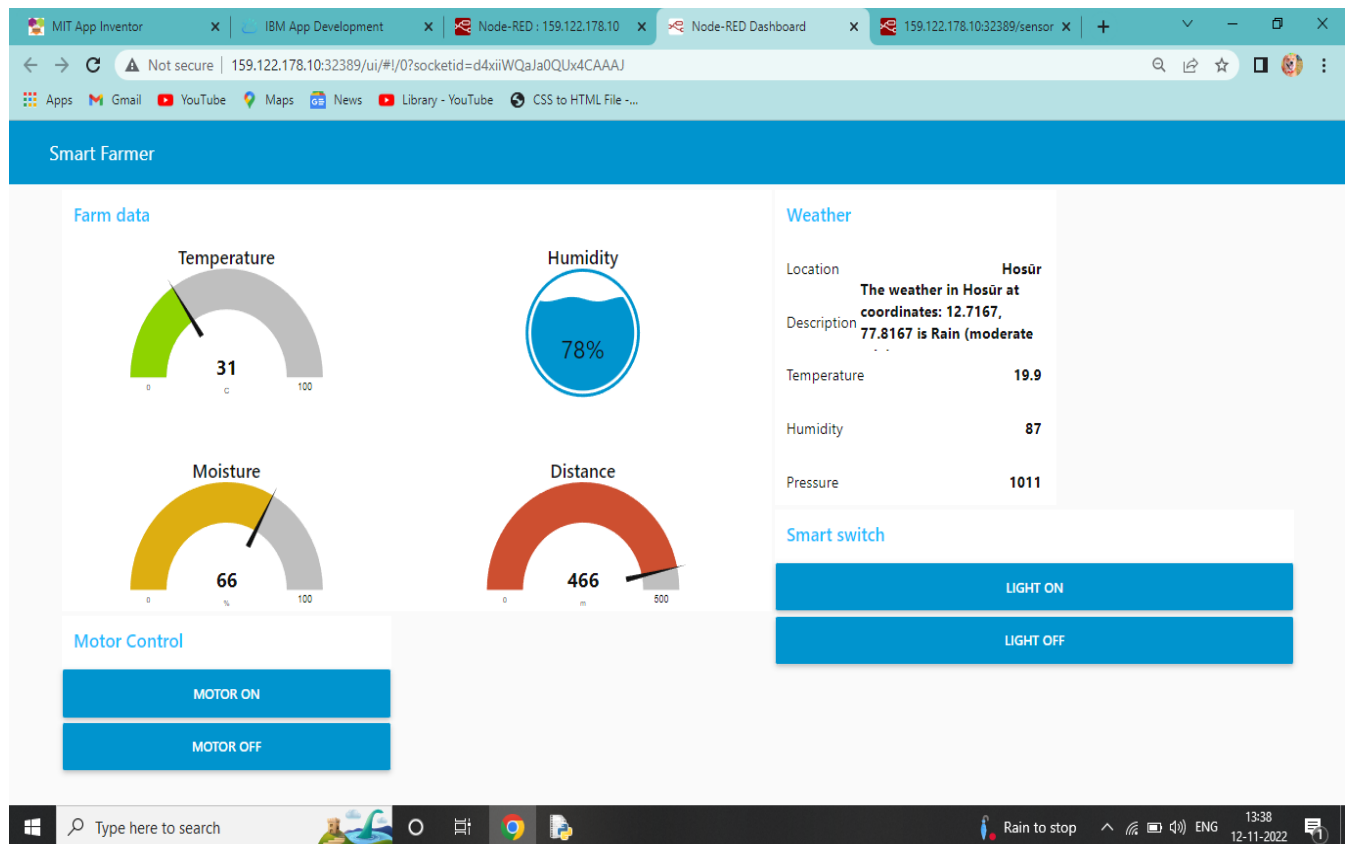 MIT App Inventor
IBM App Development
Node-RED : 159.122.178.10
Node-RED Dashboard
159.122.178.10:32389/sensor
Not secure | 159.122.178.10:32389/ui/#!/0?socketid=d4xiiWQaJa0QUx4CAAAJ
Apps
Gmail
YouTube
Maps
News
Library - YouTube
CSS to HTML File -...
Smart Farmer
Farm data
Temperature
31
C
0
100
Humidity
78%
Moisture
66
%
0
100
Distance
466
m
0
500
Motor Control
MOTOR ON
MOTOR OFF
Weather
Location
Hosūr
Description
The weather in Hosūr at
coordinates: 12.7167,
77.8167 is Rain (moderate
Temperature
19.9
Humidity
87
Pressure
1011
Smart switch
LIGHT ON
LIGHT OFF
Type here to search
Rain to stop
ENG
13:38
12-11-2022
1